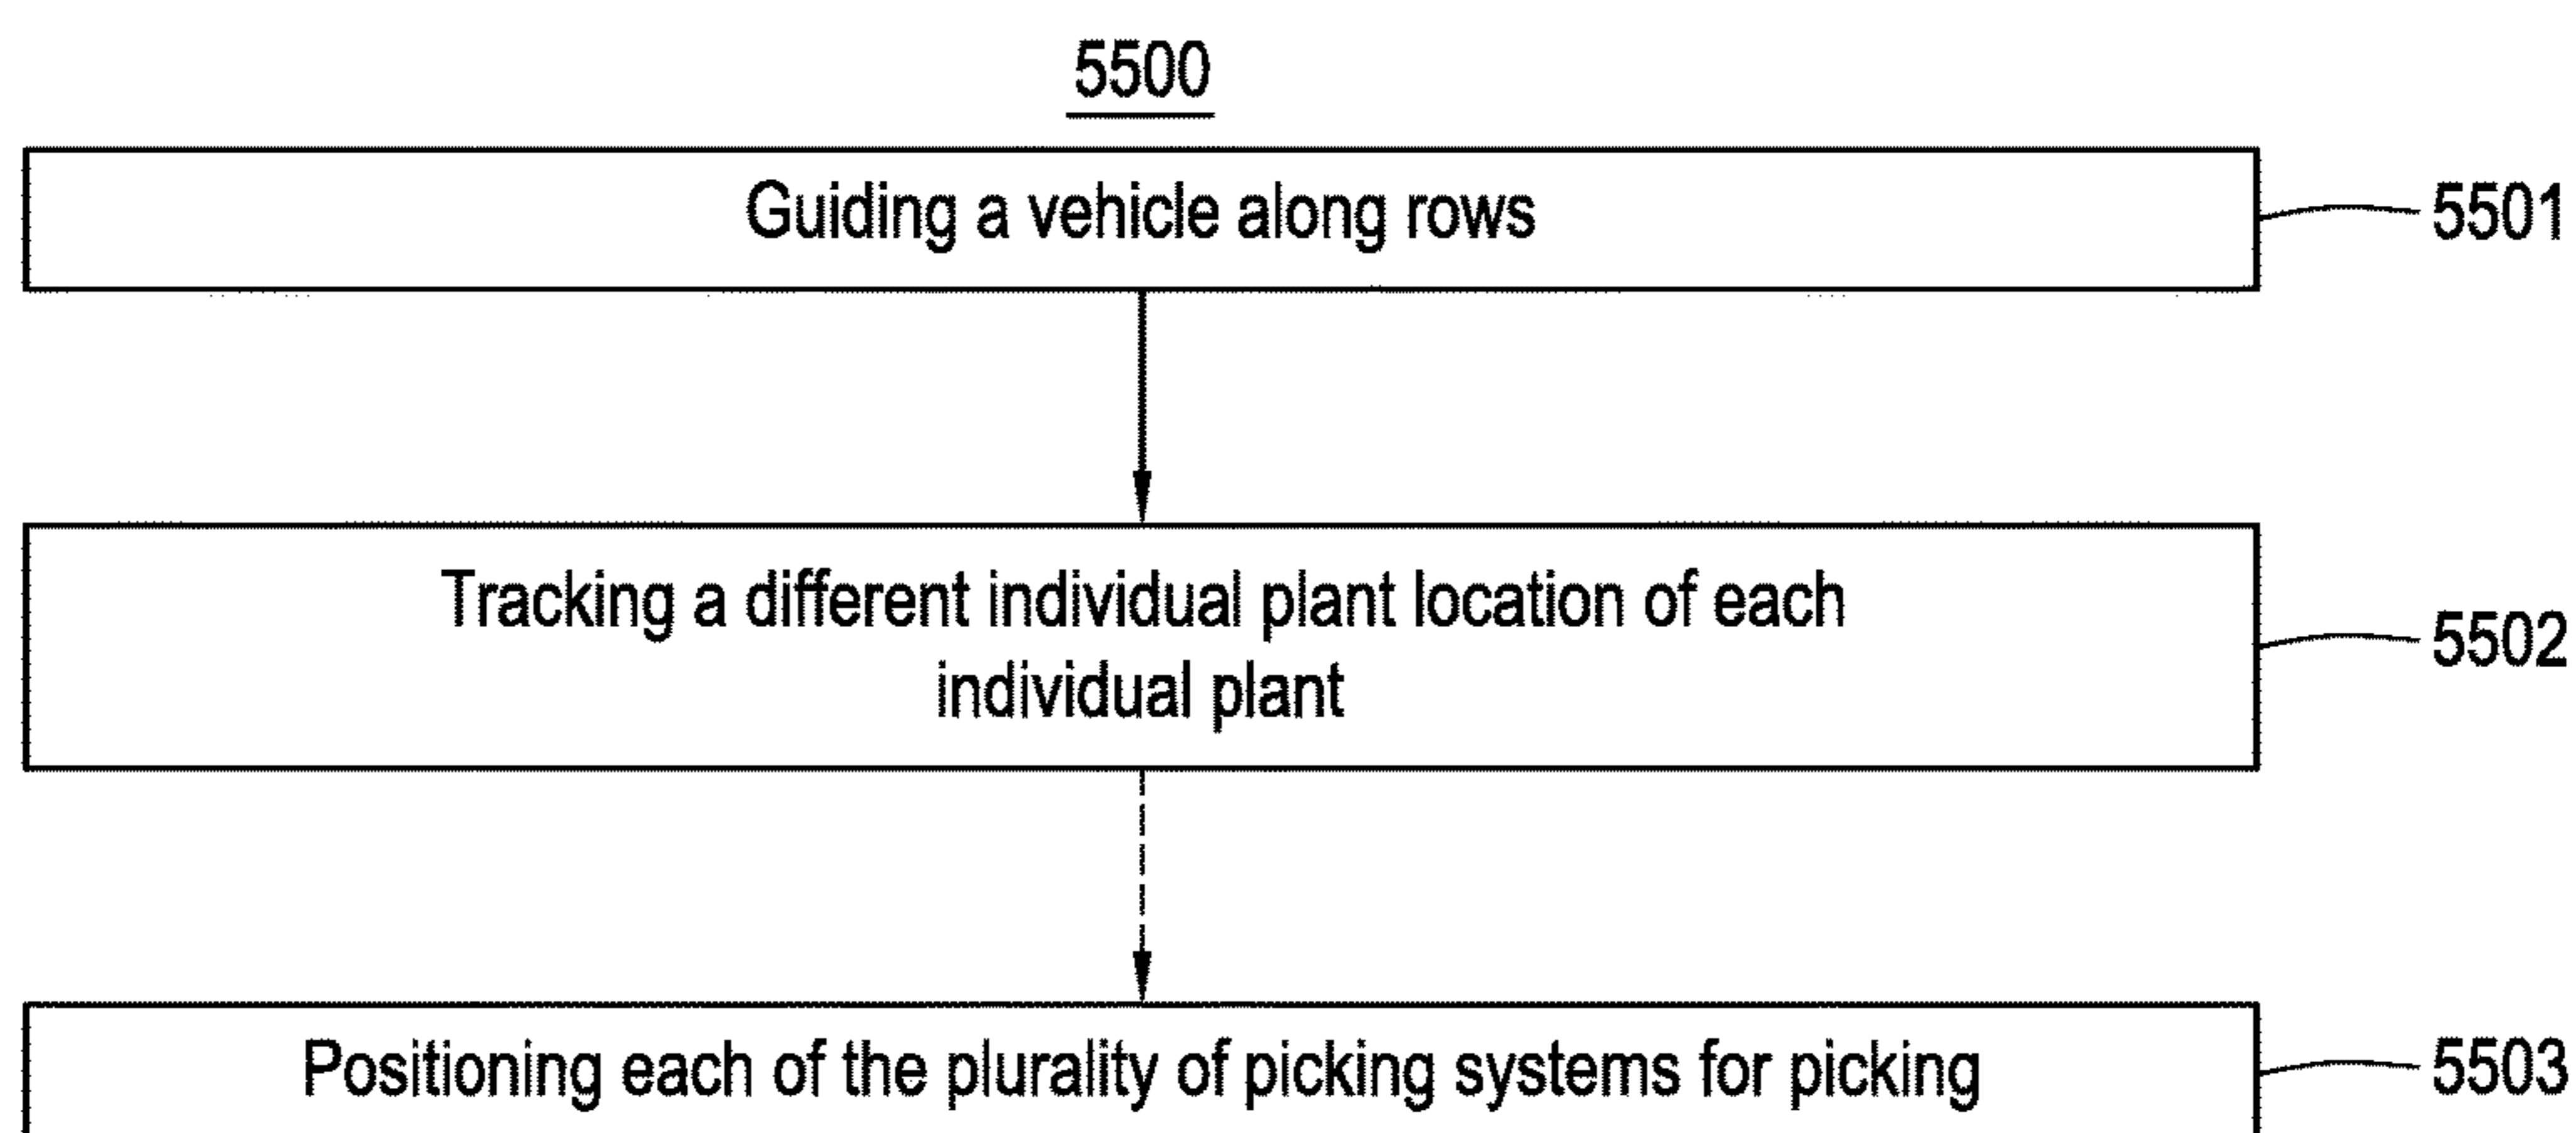 5500
Guiding a vehicle along rows
5501
Tracking a different individual plant location of each
individual plant
5502
Positioning each of the plurality of picking systems for picking
5503